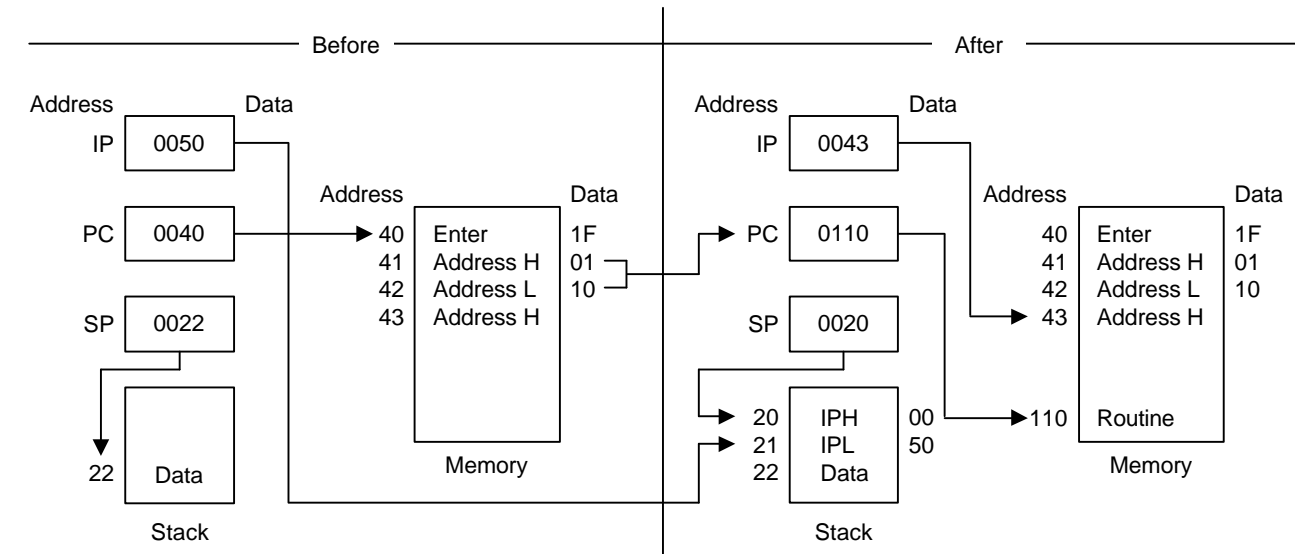 Before
Address Data
IP 0050
PC 0040
SP 0022
22 Data
Stack
Address Data
40 Enter 1F
41 Address H 01
42 Address L 10
43 Address H
Memory
After
Address Data
IP 0043
PC 0110
SP 0020
20 IPH 00
21 IPL 50
22 Data
Stack
Address Data
40 Enter 1F
41 Address H 01
42 Address L 10
43 Address H
110 Routine
Memory